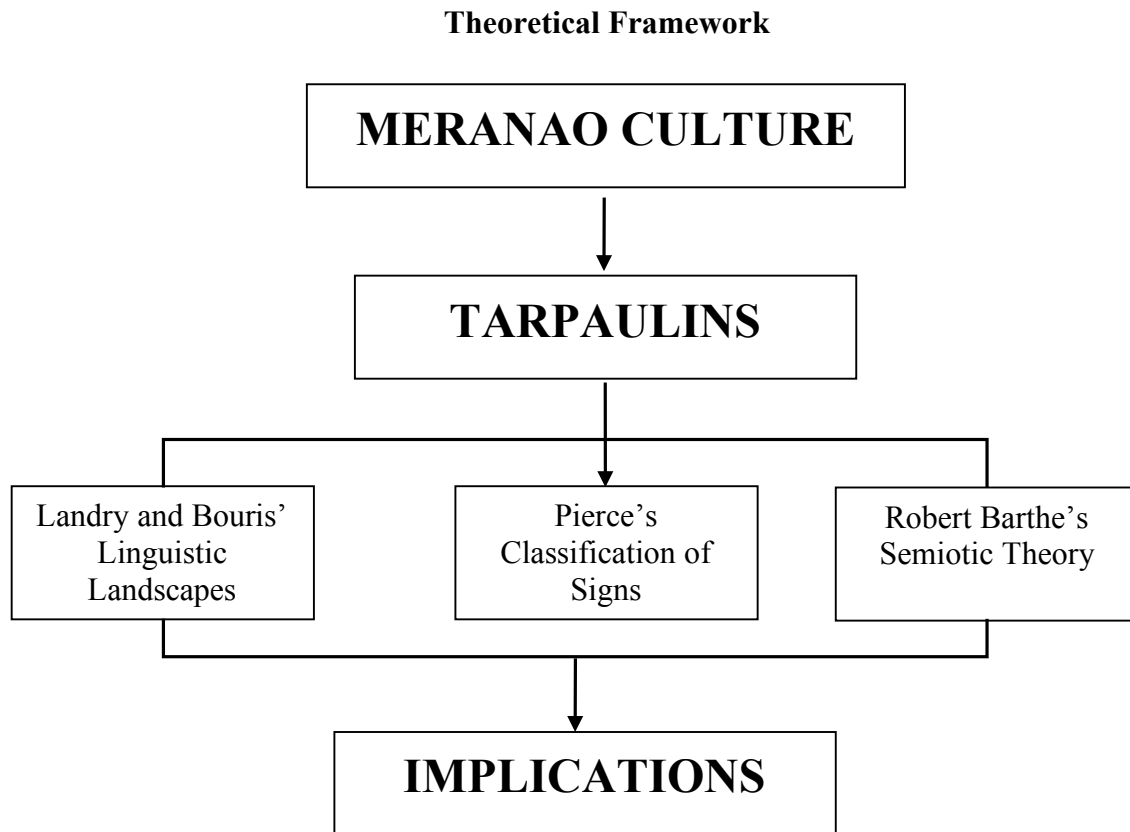 Theoretical Framework
MERANAO CULTURE
TARPAULINS
Landry and Bouris’
Linguistic
Landscapes
Pierce’s
Classification of
Signs
Robert Barthe’s
Semiotic Theory
IMPLICATIONS